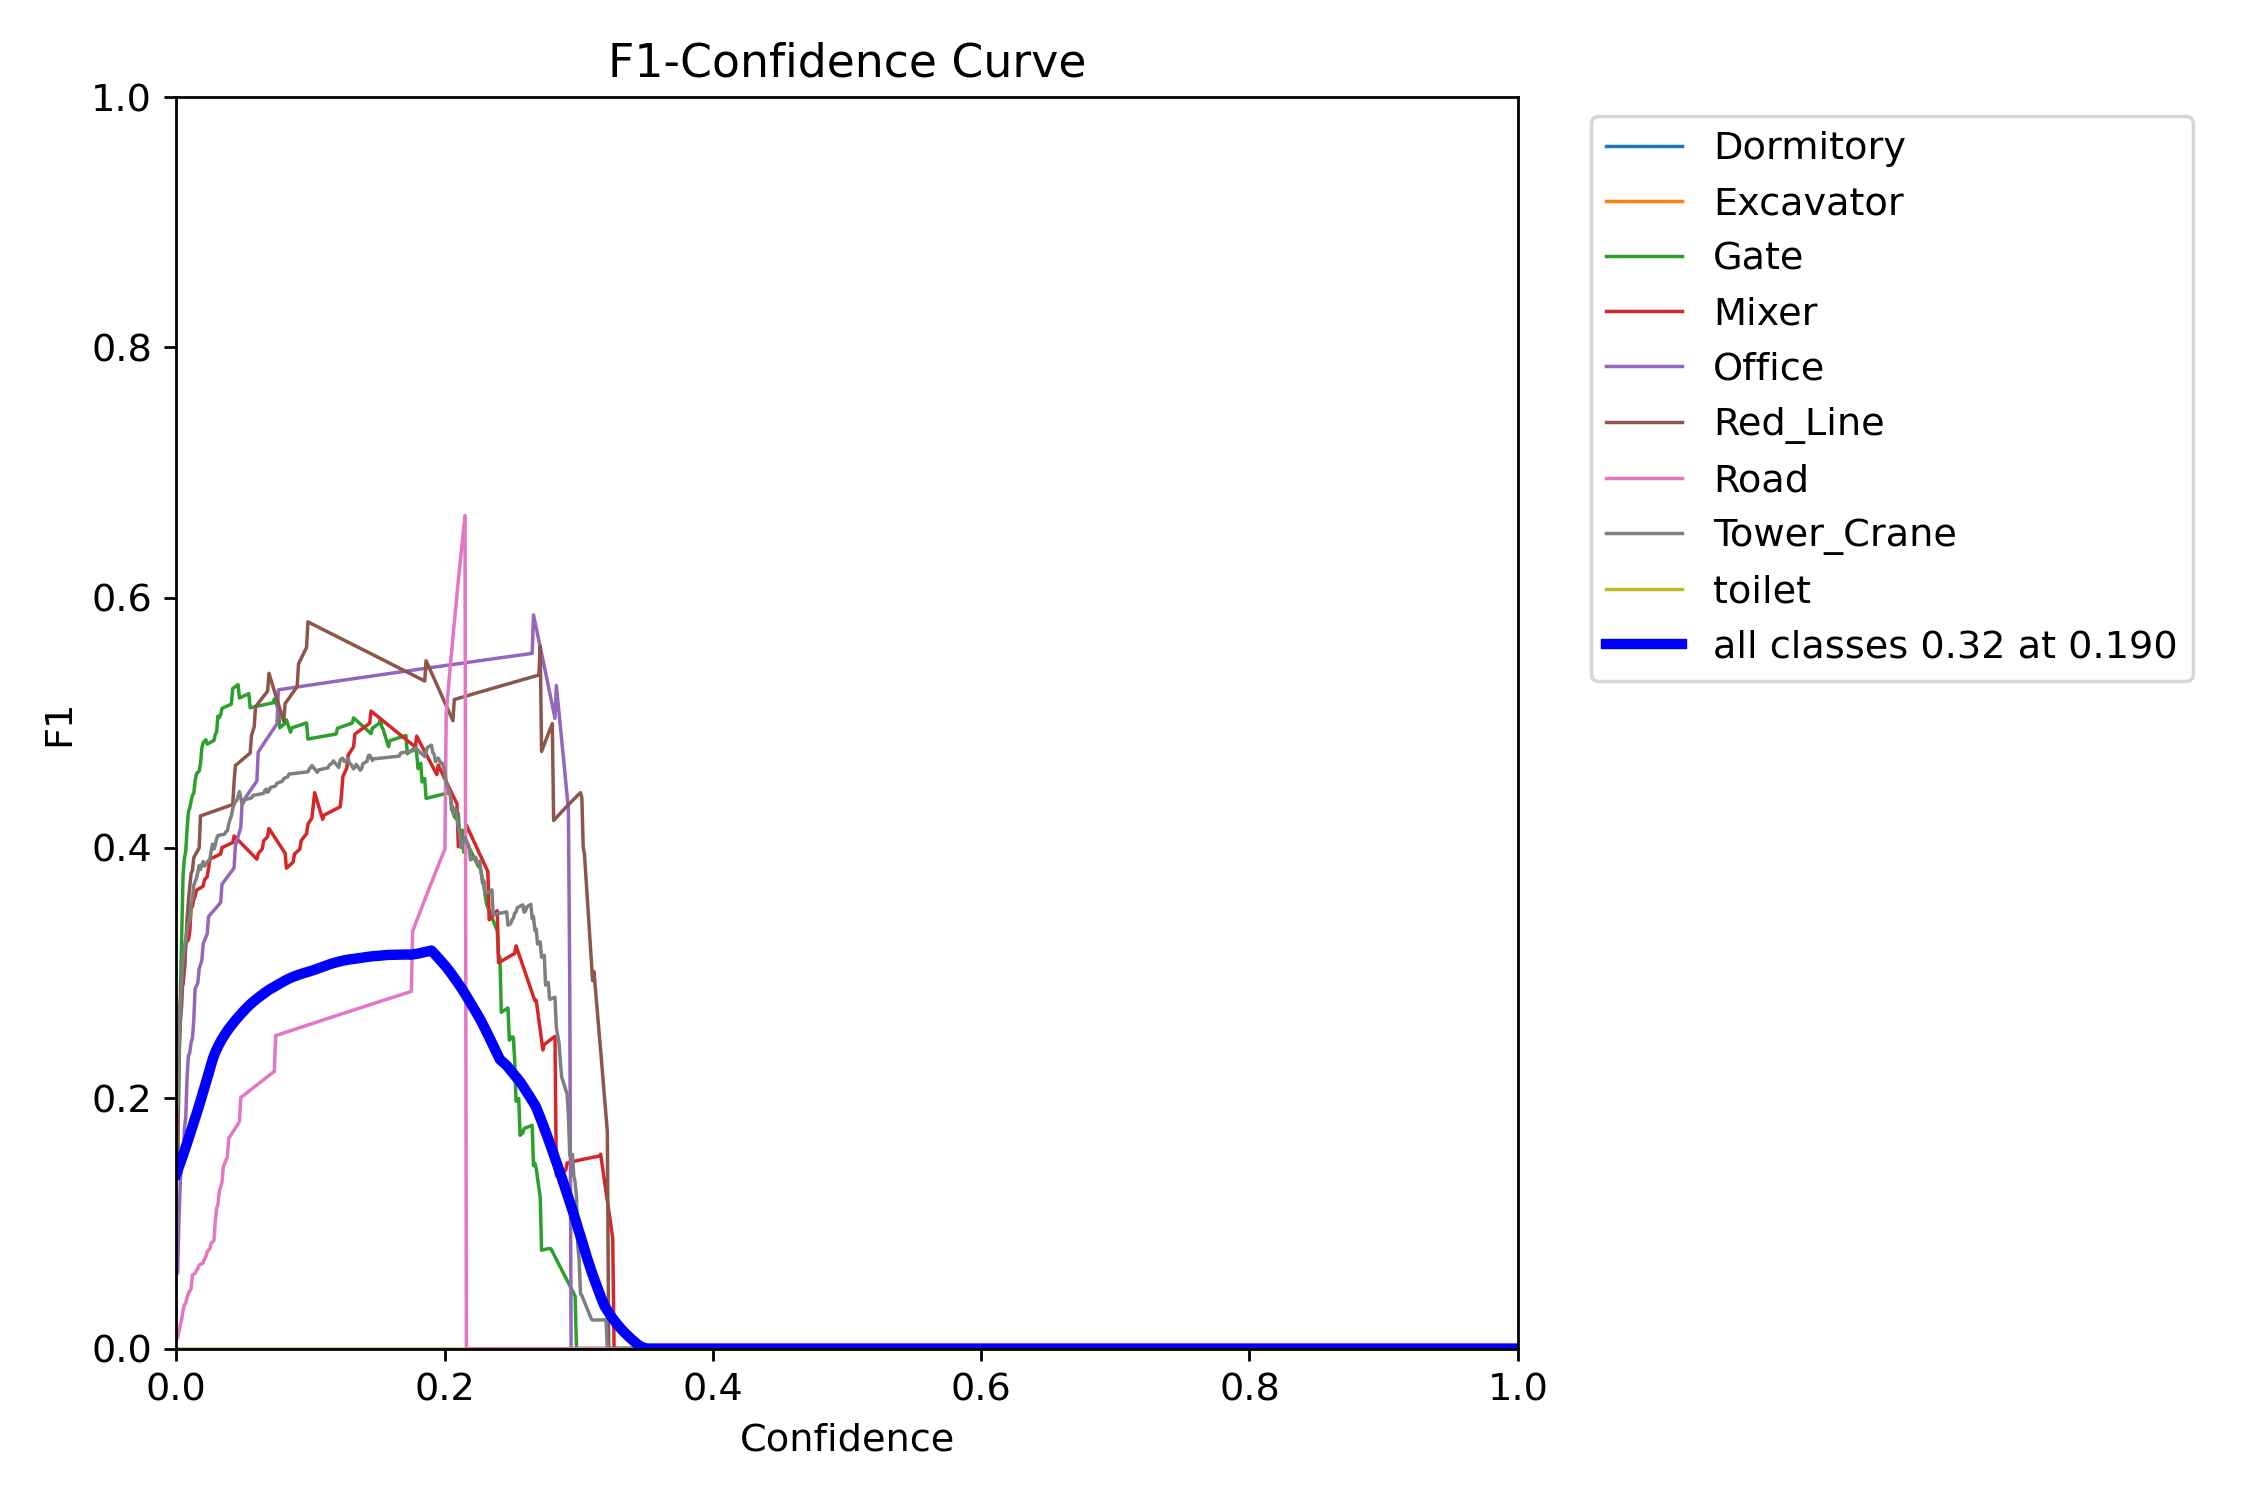 F1-Confidence Curve
1.0
0.8
0.6
0.4
0.2
0.0
F1
0.0 0.2 0.4 0.6 0.8 1.0
Confidence
Dormitory
Excavator
Gate
Mixer
Office
Red_Line
Road
Tower_Crane
toilet
all classes 0.32 at 0.190